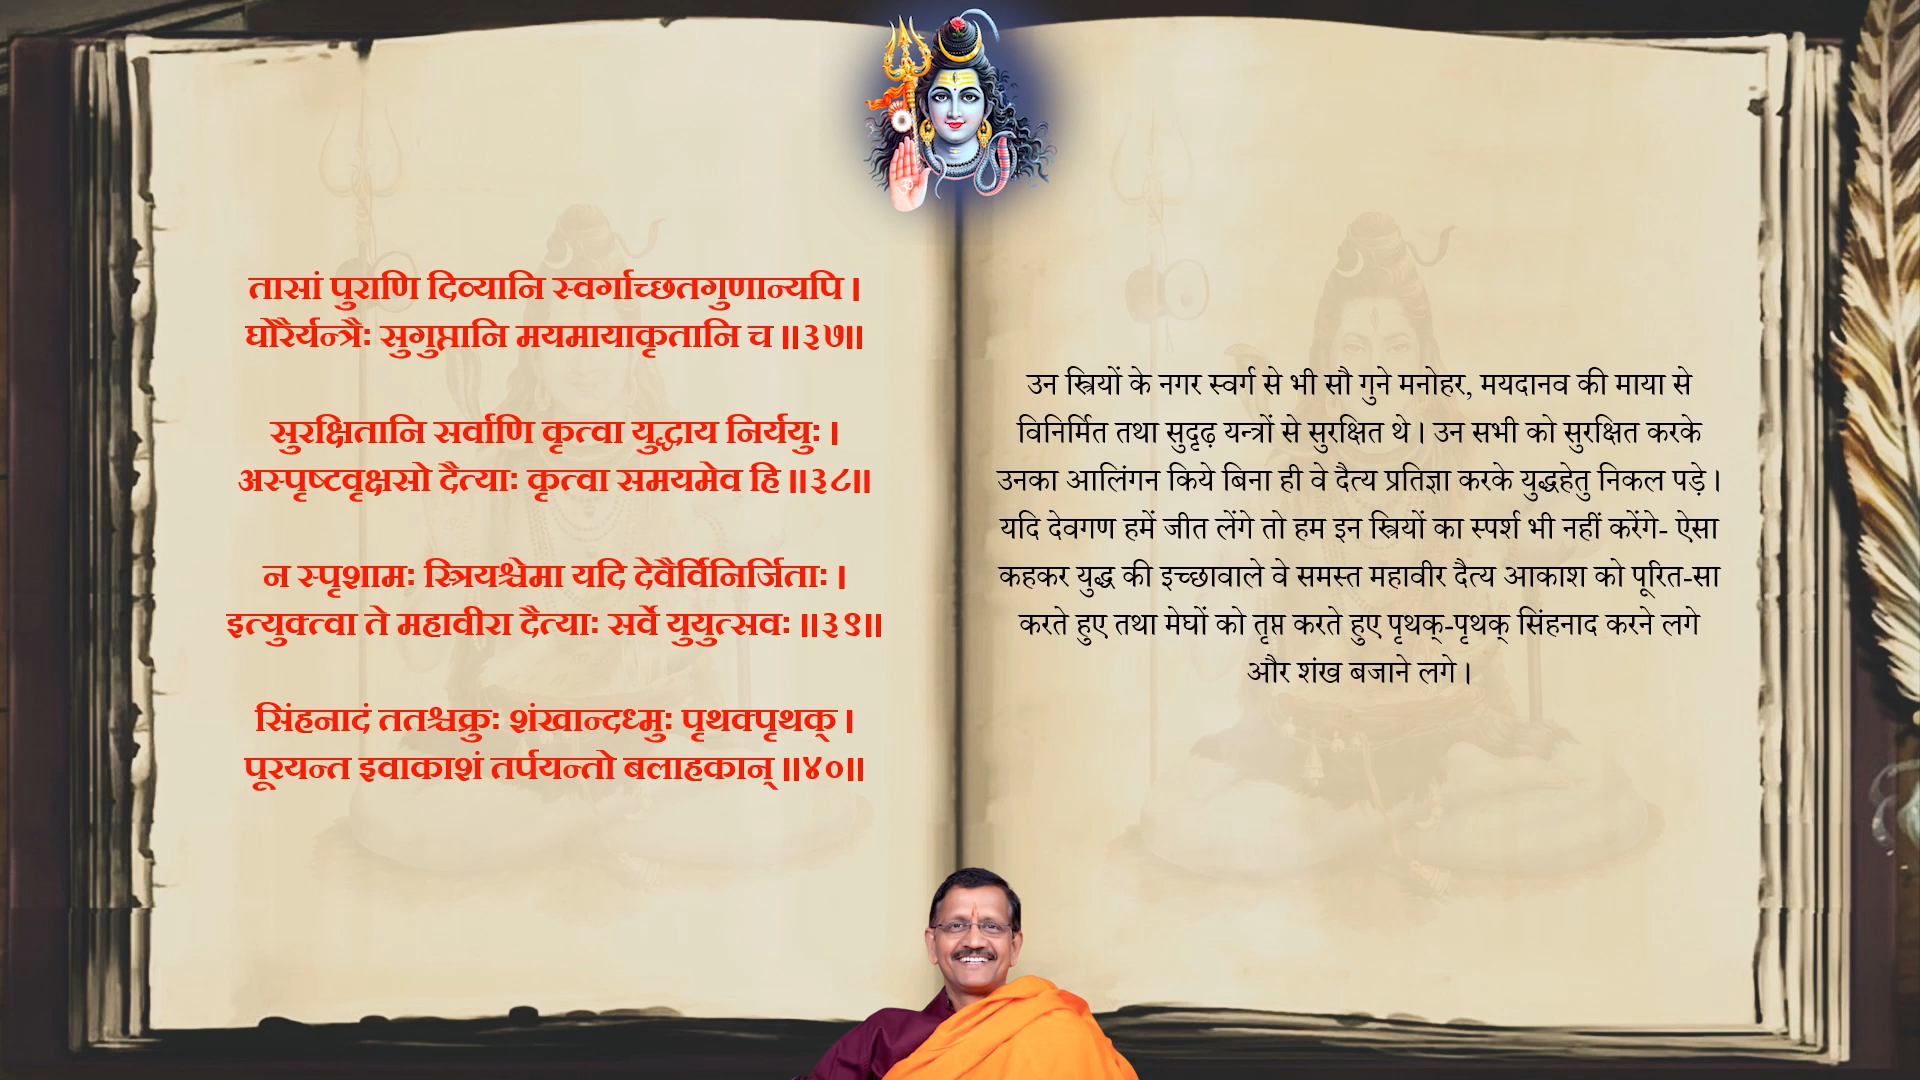 तासां पुराणि दिव्यानि स्वर्गाच्छतगुणान्यपि ।
घोरैर्यन्त्रैः सुगुप्तानि मयमायाकृतानि च ॥३७॥
सुरक्षितानि सर्वाणि कृत्वा युद्धाय निर्ययुः ।
अस्पृष्टवृक्षसो दैत्याः कृत्वा समयमेव हि ॥३८॥
न स्पृशामः स्त्रियश्चेमा यदि देवैर्विनिर्जिताः ।
इत्युक्त्वा ते महावीरा दैत्याः सर्वे युयुत्सवः ॥३९॥
सिंहनादं ततश्चक्रुः शंखान्दध्मुः पृथक्पृथक् ।
पूरयन्त इवाकाशं तर्पयन्तो बलाहकान् ॥४०॥
उन स्त्रियों के नगर स्वर्ग से भी सौ गुने मनोहर, मयदानव की माया से
विनिर्मित तथा सुदृढ़ यन्त्रों से सुरक्षित थे । उन सभी को सुरक्षित करके
उनका आलिंगन किये बिना ही वे दैत्य प्रतिज्ञा करके युद्धहेतु निकल पड़े ।
यदि देवगण हमें जीत लेंगे तो हम इन स्त्रियों का स्पर्श भी नहीं करेंगे- ऐसा
कहकर युद्ध की इच्छावाले वे समस्त महावीर दैत्य आकाश को पूरित-सा
करते हुए तथा मेघों को तृप्त करते हुए पृथक्-पृथक् सिंहनाद करने लगे
और शंख बजाने लगे ।